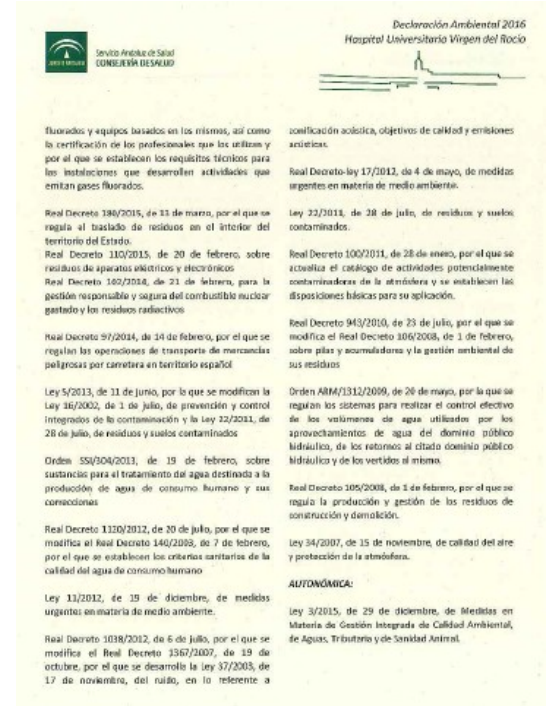 Declaración Ambiental 2016
Hospital Universitario Virgen del Rocío
Servicio Andaluz de Salud
CONSEJERÍA DE SALUD
fluorados y equipos basados en los mismos, así como
la certificación de los profesionales que los utilizan y
por el que se establecen los requisitos técnicos para
las instalaciones que desarrollen actividades que
emitan gases fluorados.
Real Decreto 180/2015, de 13 de marzo, por el que se
regula el traslado de residuos en el interior del
territorio del Estado.
Real Decreto 110/2015, de 20 de febrero, sobre
residuos de aparatos eléctricos y electrónicos
Real Decreto 102/2014, de 21 de febrero, para la
gestión responsable y segura del combustible nuclear
gastado y los residuos radiactivos
Real Decreto 97/2014, de 14 de febrero, por el que se
regulan las operaciones de transporte de mercancías
peligrosas por carretera en territorio español
Ley 5/2013, de 11 de junio, por la que se modifican la
Ley 16/2002, de 1 de julio, de prevención y control
integrados de la contaminación y la Ley 22/2011, de
28 de julio, de residuos y suelos contaminados
Orden SSI/304/2013, de 19 de febrero, sobre
sustancias para el tratamiento del agua destinada a la
producción de agua de consumo humano y sus
correcciones
Real Decreto 1120/2012, de 20 de julio, por el que se
modifica el Real Decreto 140/2003, de 7 de febrero,
por el que se establecen los criterios sanitarios de la
calidad del agua de consumo humano
Ley 11/2012, de 19 de diciembre, de medidas
urgentes en materia de medio ambiente.
Real Decreto 1038/2012, de 6 de julio, por el que se
modifica el Real Decreto 1367/2007, de 19 de
octubre, por el que se desarrolla la Ley 37/2003, de
17 de noviembre, del ruido, en lo referente a
zonificación acústica, objetivos de calidad y emisiones
acústicas.
Real Decreto-ley 17/2012, de 4 de mayo, de medidas
urgentes en materia de medio ambiente.
Ley 22/2011, de 28 de julio, de residuos y suelos
contaminados.
Real Decreto 100/2011, de 28 de enero, por el que se
actualiza el catálogo de actividades potencialmente
contaminadoras de la atmósfera y se establecen las
disposiciones básicas para su aplicación.
Real Decreto 943/2010, de 23 de julio, por el que se
modifica el Real Decreto 106/2008, de 1 de febrero,
sobre pilas y acumuladores y la gestión ambiental de
sus residuos
Orden ARM/1312/2009, de 20 de mayo, por la que se
regulan los sistemas para realizar el control efectivo
de los volúmenes de agua utilizados por los
aprovechamientos de agua del dominio público
hidráulico, de los retornos al citado dominio público
hidráulico y de los vertidos al mismo.
Real Decreto 105/2008, de 1 de febrero, por el que se
regula la producción y gestión de los residuos de
construcción y demolición.
Ley 34/2007, de 15 de noviembre, de calidad del aire
y protección de la atmósfera.
AUTONÓMICA:
Ley 3/2015, de 29 de diciembre, de Medidas en
Materia de Gestión Integrada de Calidad Ambiental,
de Aguas, Tributaria y de Sanidad Animal.